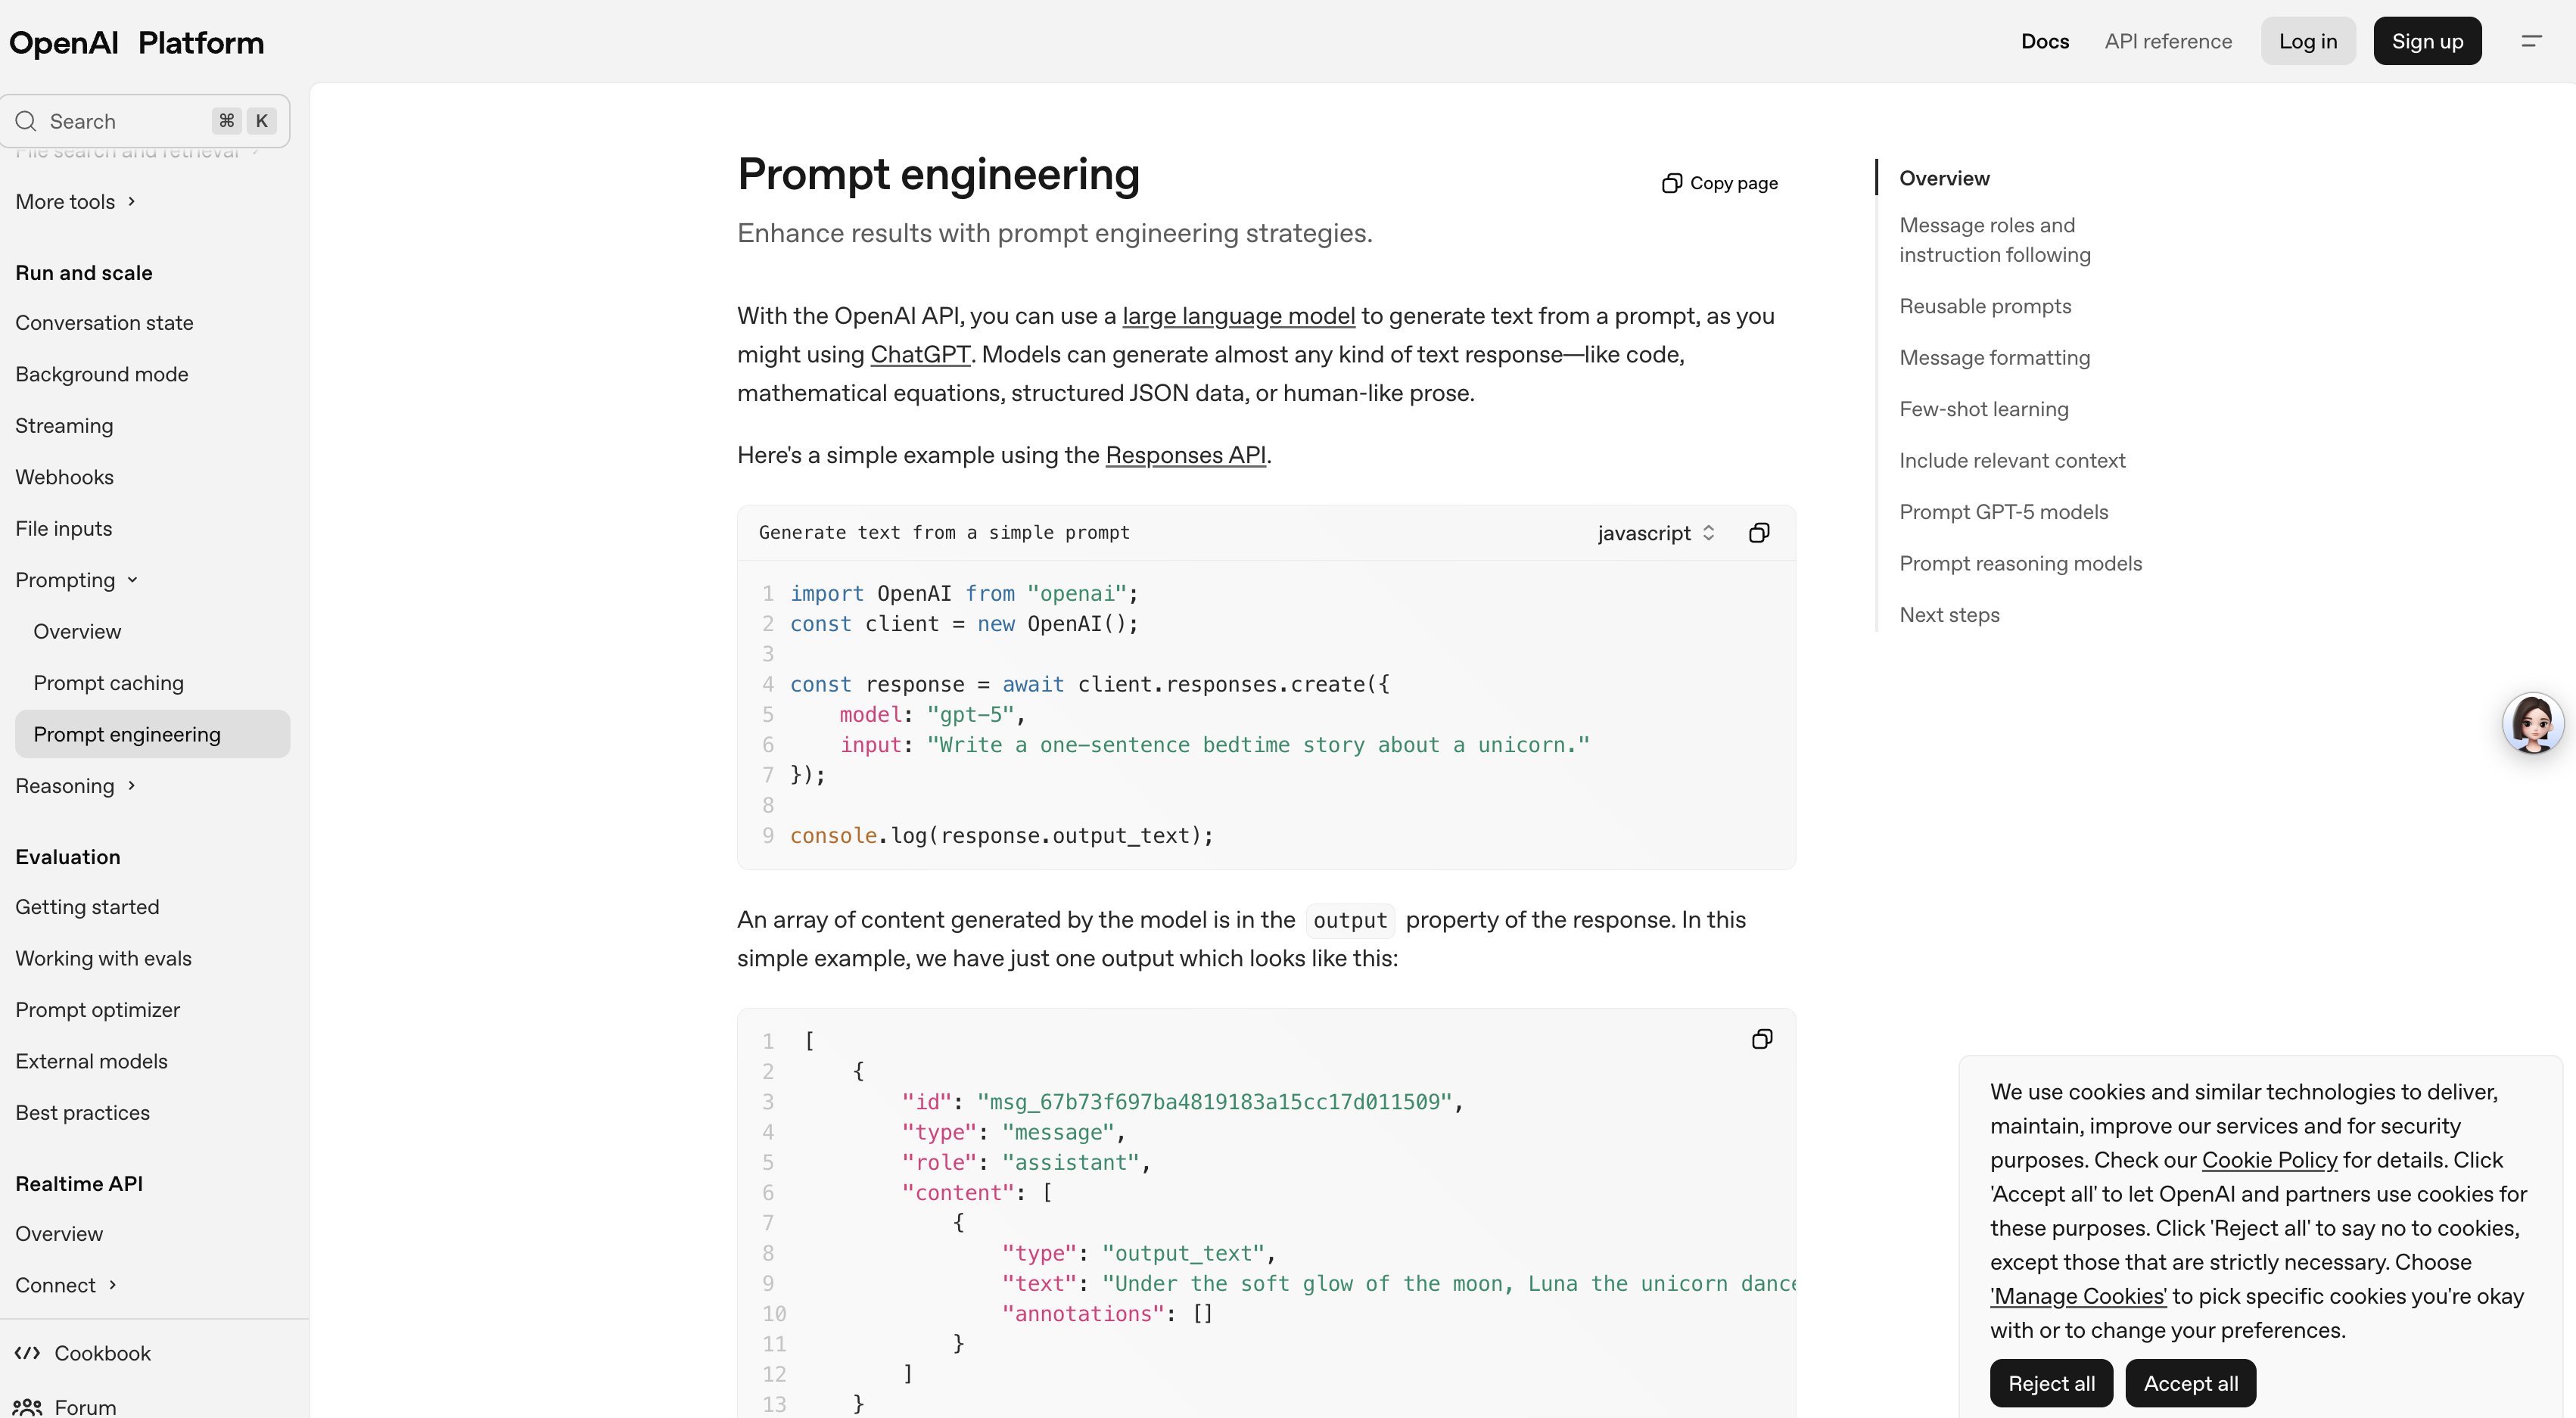 OpenAI Platform
Docs
API reference
Log in
Sign up
Search
⌘ K
File search and retrieval
More tools
Run and scale
Conversation state
Background mode
Streaming
Webhooks
File inputs
Prompting
Overview
Prompt caching
Prompt engineering
Reasoning
Evaluation
Getting started
Working with evals
Prompt optimizer
External models
Best practices
Realtime API
Overview
Connect
Cookbook
Forum
Prompt engineering
Copy page
Enhance results with prompt engineering strategies.
With the OpenAI API, you can use a large language model to generate text from a prompt, as you
might using ChatGPT. Models can generate almost any kind of text response—like code,
mathematical equations, structured JSON data, or human-like prose.
Here's a simple example using the Responses API.
Generate text from a simple prompt
javascript
1 import OpenAI from "openai";
2 const client = new OpenAI();
3
4 const response = await client.responses.create({
5     model: "gpt-5",
6     input: "Write a one-sentence bedtime story about a unicorn."
7 });
8
9 console.log(response.output_text);
An array of content generated by the model is in the output property of the response. In this
simple example, we have just one output which looks like this:
1 [
2     {
3         "id": "msg_67b73f697ba4819183a15cc17d011509",
4         "type": "message",
5         "role": "assistant",
6         "content": [
7             {
8                 "type": "output_text",
9                 "text": "Under the soft glow of the moon, Luna the unicorn dance
10                 "annotations": []
11             }
12         ]
13     }
Overview
Message roles and
instruction following
Reusable prompts
Message formatting
Few-shot learning
Include relevant context
Prompt GPT-5 models
Prompt reasoning models
Next steps
We use cookies and similar technologies to deliver,
maintain, improve our services and for security
purposes. Check our Cookie Policy for details. Click
'Accept all' to let OpenAI and partners use cookies for
these purposes. Click 'Reject all' to say no to cookies,
except those that are strictly necessary. Choose
'Manage Cookies' to pick specific cookies you're okay
with or to change your preferences.
Reject all
Accept all